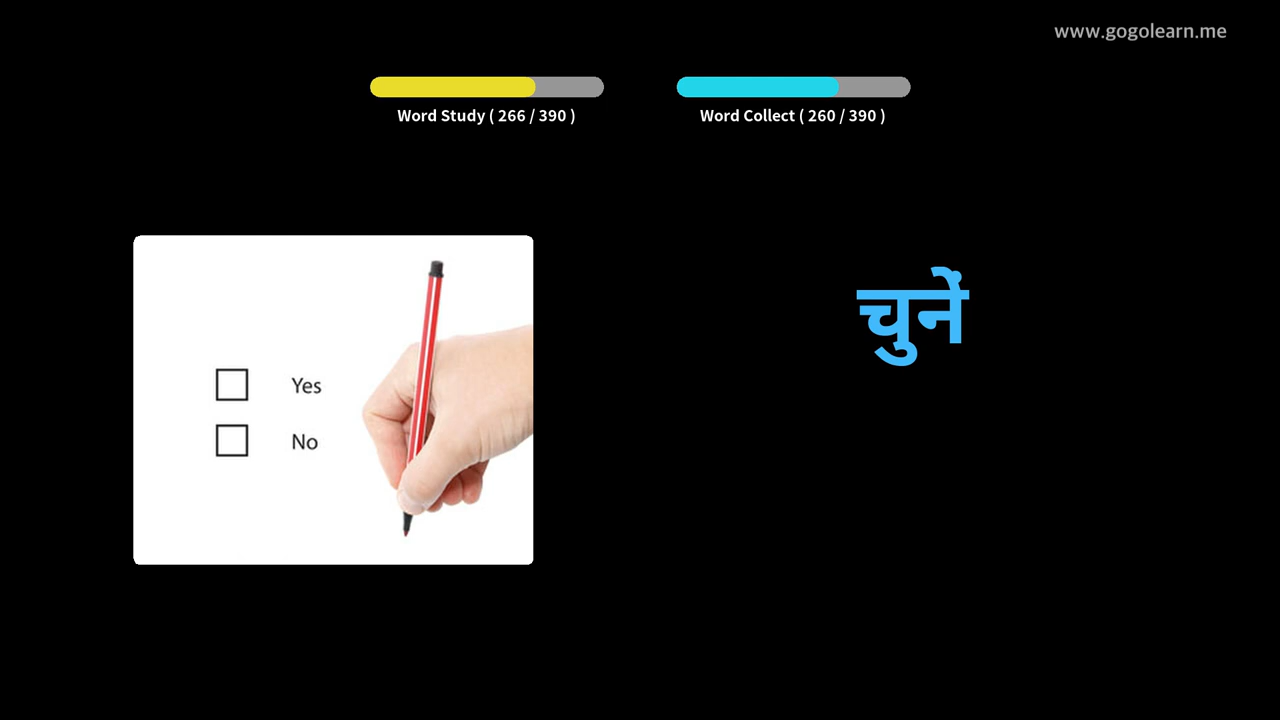 www.gogolearn.me
Word Study ( 266 / 390 )
Word Collect ( 260 / 390 )
चुनें
Yes
No